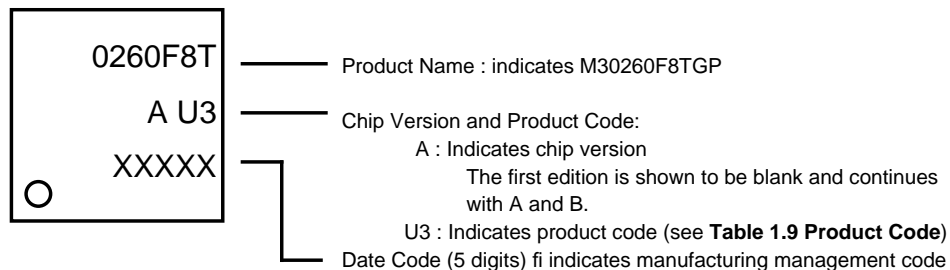 0260F8T
A U3
XXXXX
Product Name : indicates M30260F8TGP
Chip Version and Product Code:
A : Indicates chip version
The first edition is shown to be blank and continues
with A and B.
U3 : Indicates product code (see Table 1.9 Product Code)
Date Code (5 digits) fi indicates manufacturing management code